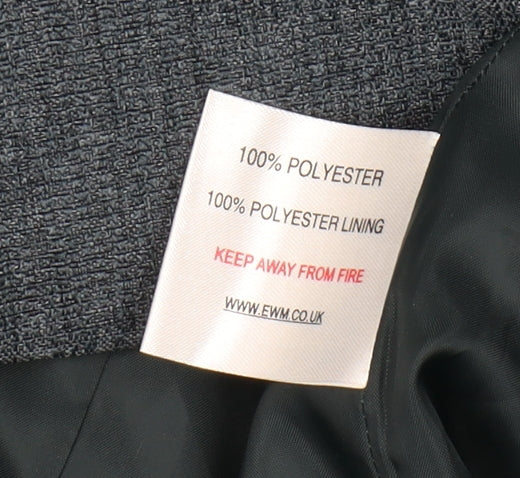 100% POLYESTER
100% POLYESTER LINING
KEEP AWAY FROM FIRE
WWW.EWM.CO.UK